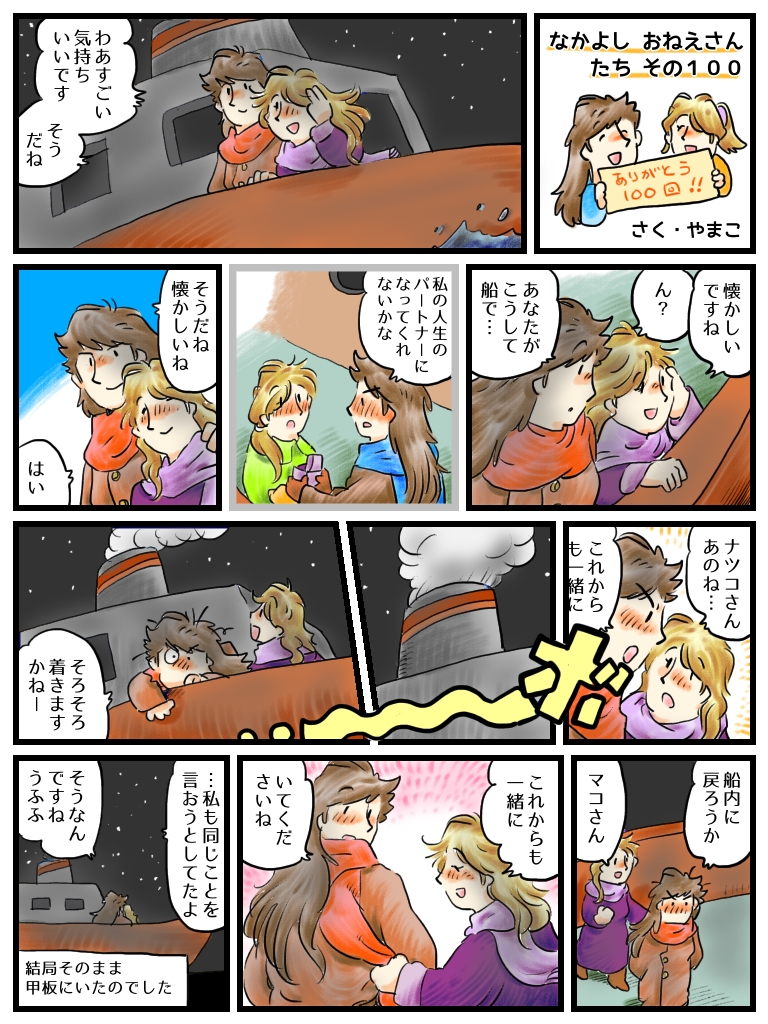 なかよし おねえさん
たち その１００
ありがとう
100回!!
さく・やまこ
わあすごい
気持ち
いいです
そう
だね
懐かしい
ですね
ん？
あなたが
こうして
船で…
私の人生の
パートナーに
なってくれ
ないかな
そうだね
懐かしいね
はい
ナツコさん
あのね…
これから
も一緒に
ボーーー
そろそろ
着きます
かねー
船内に
戻ろうか
マコさん
これからも
一緒に
いてくだ
さいね
…私も同じことを
言おうとしてたよ
そうなん
ですね
うふふ
結局そのまま
甲板にいたのでした